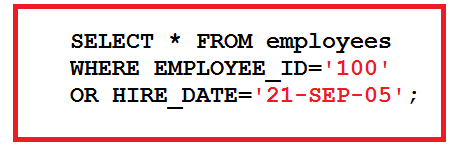 SELECT * FROM employees
WHERE EMPLOYEE_ID='100'
OR HIRE_DATE='21-SEP-05';